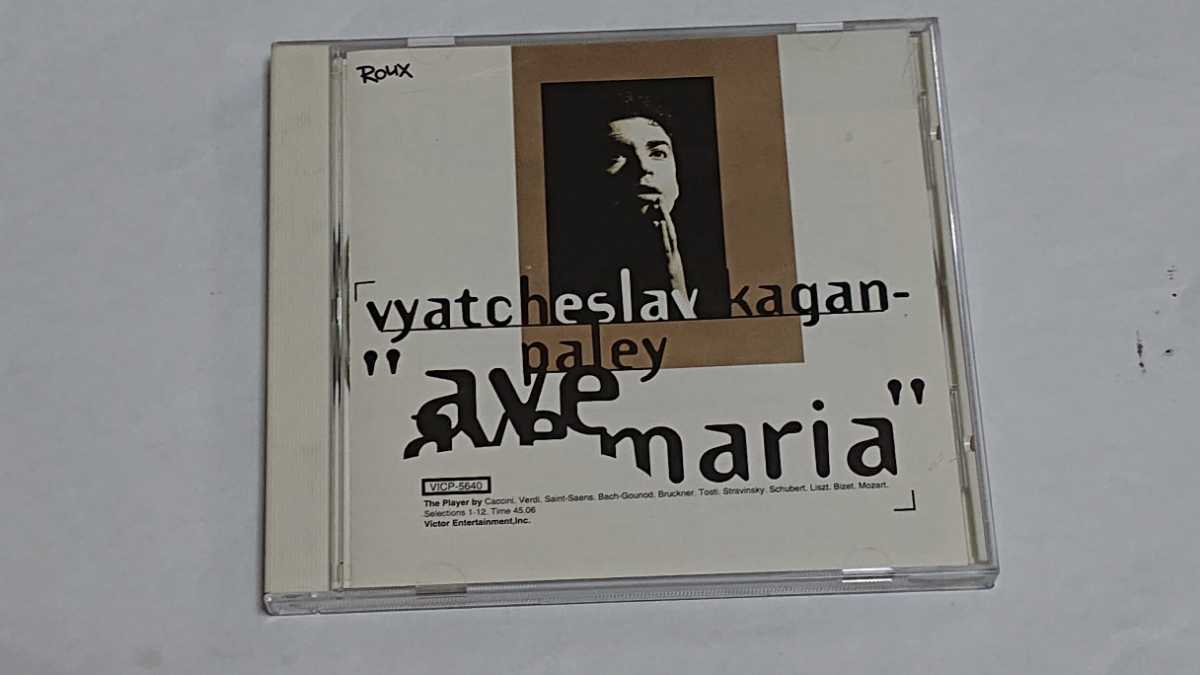 Roux
「vyatcheslav kagan-
paley
"ave
maria"
VICP-5640
The Player by Caccini. Verdi. Saint-Saens. Bach-Gounod. Bruckner. Tosti. Stravinsky. Schubert. Liszt. Bizet. Mozart.
Selections 1-12. Time 45.06
Victor Entertainment,Inc.
」